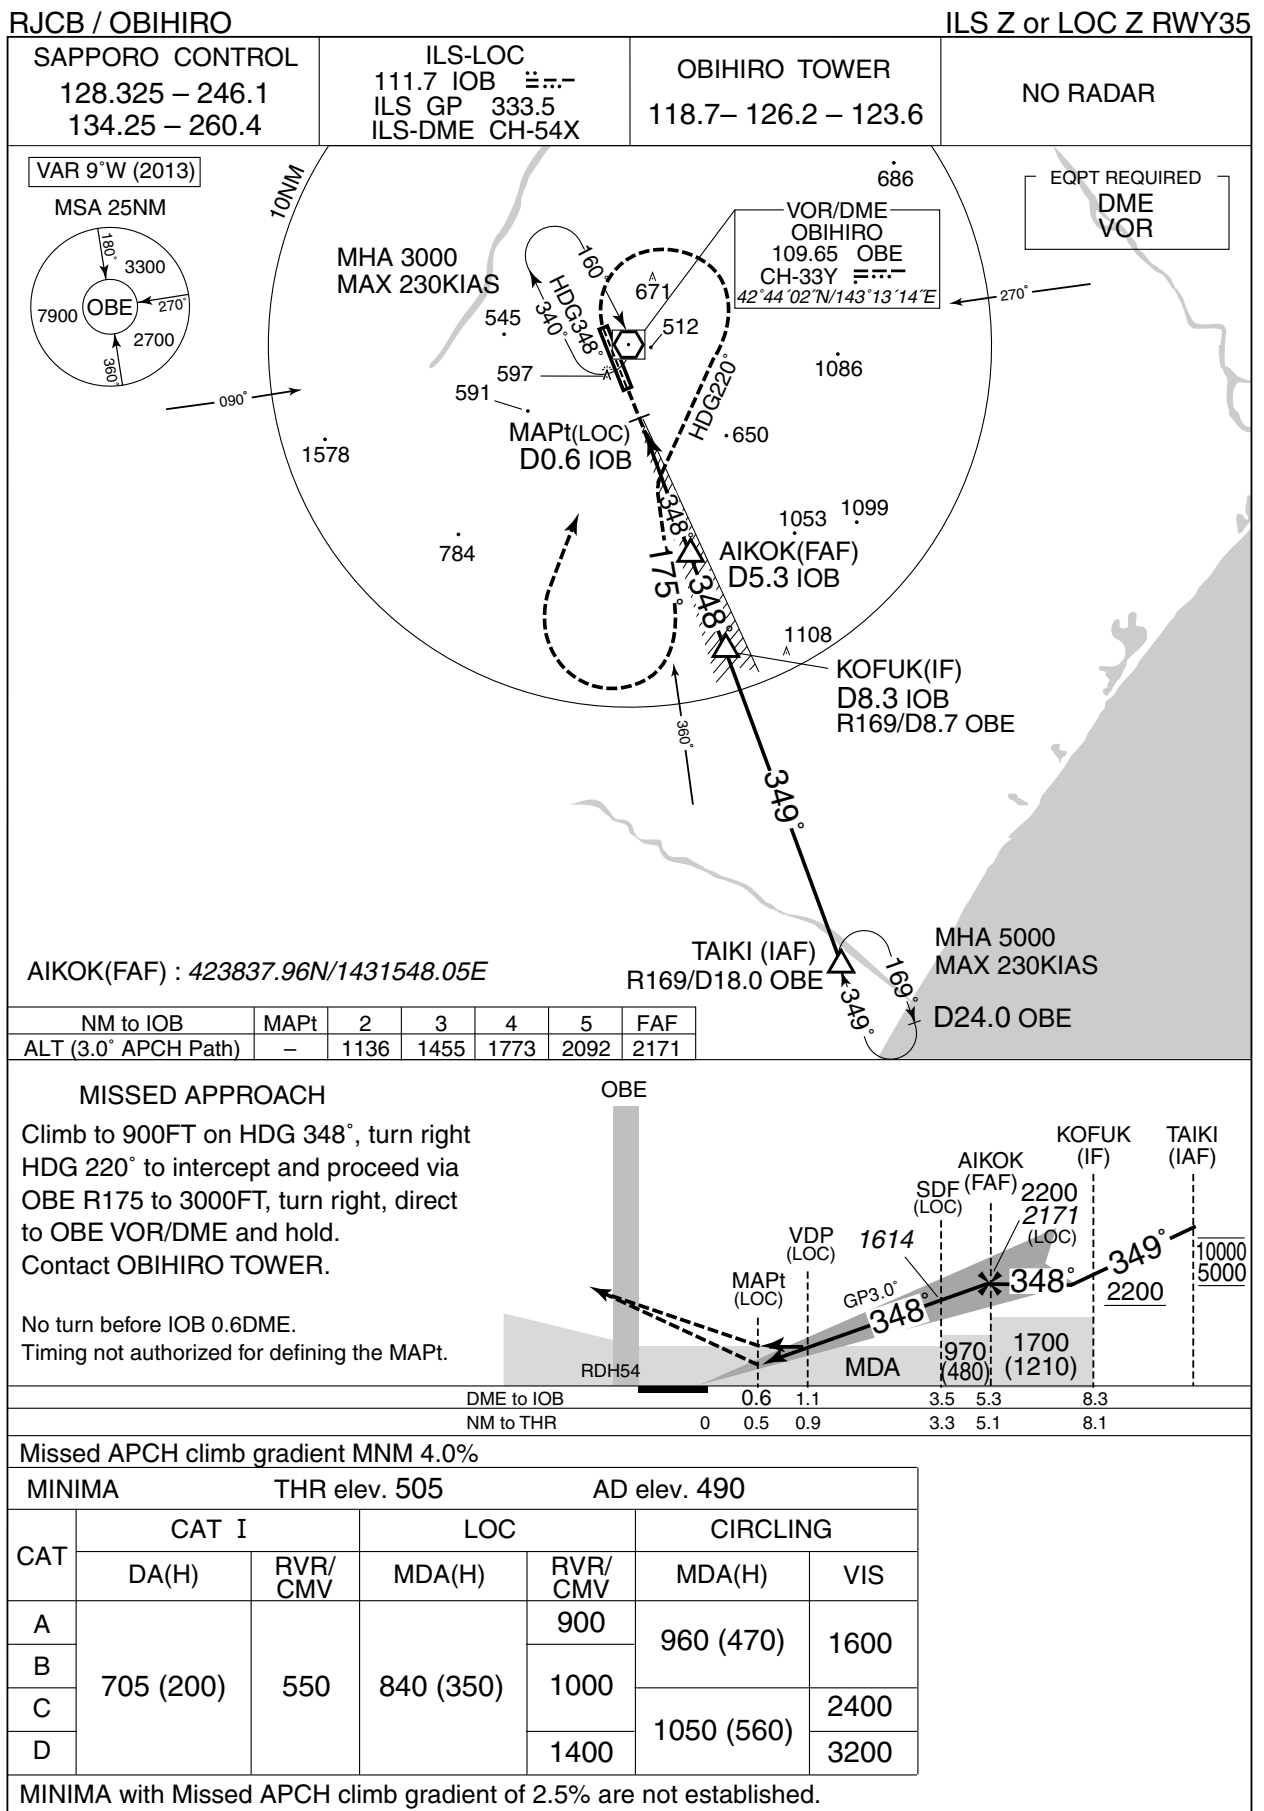 RJCB / OBIHIRO
ILS Z or LOC Z RWY35
SAPPORO CONTROL
128.325 – 246.1
134.25 – 260.4
ILS-LOC
111.7 IOB
ILS GP 333.5
ILS-DME CH-54X
OBIHIRO TOWER
118.7– 126.2 – 123.6
NO RADAR
VAR 9˚W (2013)
MSA 25NM
180˚
3300
OBE
270˚
7900
2700
360˚
10NM
686
EQPT REQUIRED
DME
VOR
VOR/DME
OBIHIRO
109.65 OBE
CH-33Y
42˚44´02˝N/143˚13´14˝E
MHA 3000
MAX 230KIAS
160˚
HDG348˚
340˚
671
270˚
545
512
597
1086
090˚
591
HDG220˚
MAPt(LOC)
D0.6 IOB
650
1578
348˚
1053
1099
784
AIKOK(FAF)
D5.3 IOB
175˚
348˚
1108
KOFUK(IF)
D8.3 IOB
R169/D8.7 OBE
360˚
349˚
TAIKI (IAF)
R169/D18.0 OBE
MHA 5000
MAX 230KIAS
169˚
349˚
D24.0 OBE
AIKOK(FAF) : 423837.96N/1431548.05E
NM to IOB MAPt 2 3 4 5 FAF
ALT (3.0˚ APCH Path) – 1136 1455 1773 2092 2171
MISSED APPROACH
Climb to 900FT on HDG 348˚, turn right
HDG 220˚ to intercept and proceed via
OBE R175 to 3000FT, turn right, direct
to OBE VOR/DME and hold.
Contact OBIHIRO TOWER.
No turn before IOB 0.6DME.
Timing not authorized for defining the MAPt.
OBE
KOFUK
(IF)
TAIKI
(IAF)
AIKOK
(FAF)
SDF
(LOC)
2200
2171
(LOC)
VDP
(LOC)
1614
MAPt
(LOC)
GP3.0˚
348˚
348˚
349˚
10000
5000
2200
RDH54
MDA
970
(480)
1700
(1210)
DME to IOB 0.6 1.1 3.5 5.3 8.3
NM to THR 0 0.5 0.9 3.3 5.1 8.1
Missed APCH climb gradient MNM 4.0%
MINIMA THR elev. 505 AD elev. 490
CAT CAT I LOC CIRCLING
DA(H) RVR/CMV MDA(H) RVR/CMV MDA(H) VIS
A 900
960 (470) 1600
B
705 (200) 550 840 (350) 1000
C 2400
1050 (560)
D 1400 3200
MINIMA with Missed APCH climb gradient of 2.5% are not established.